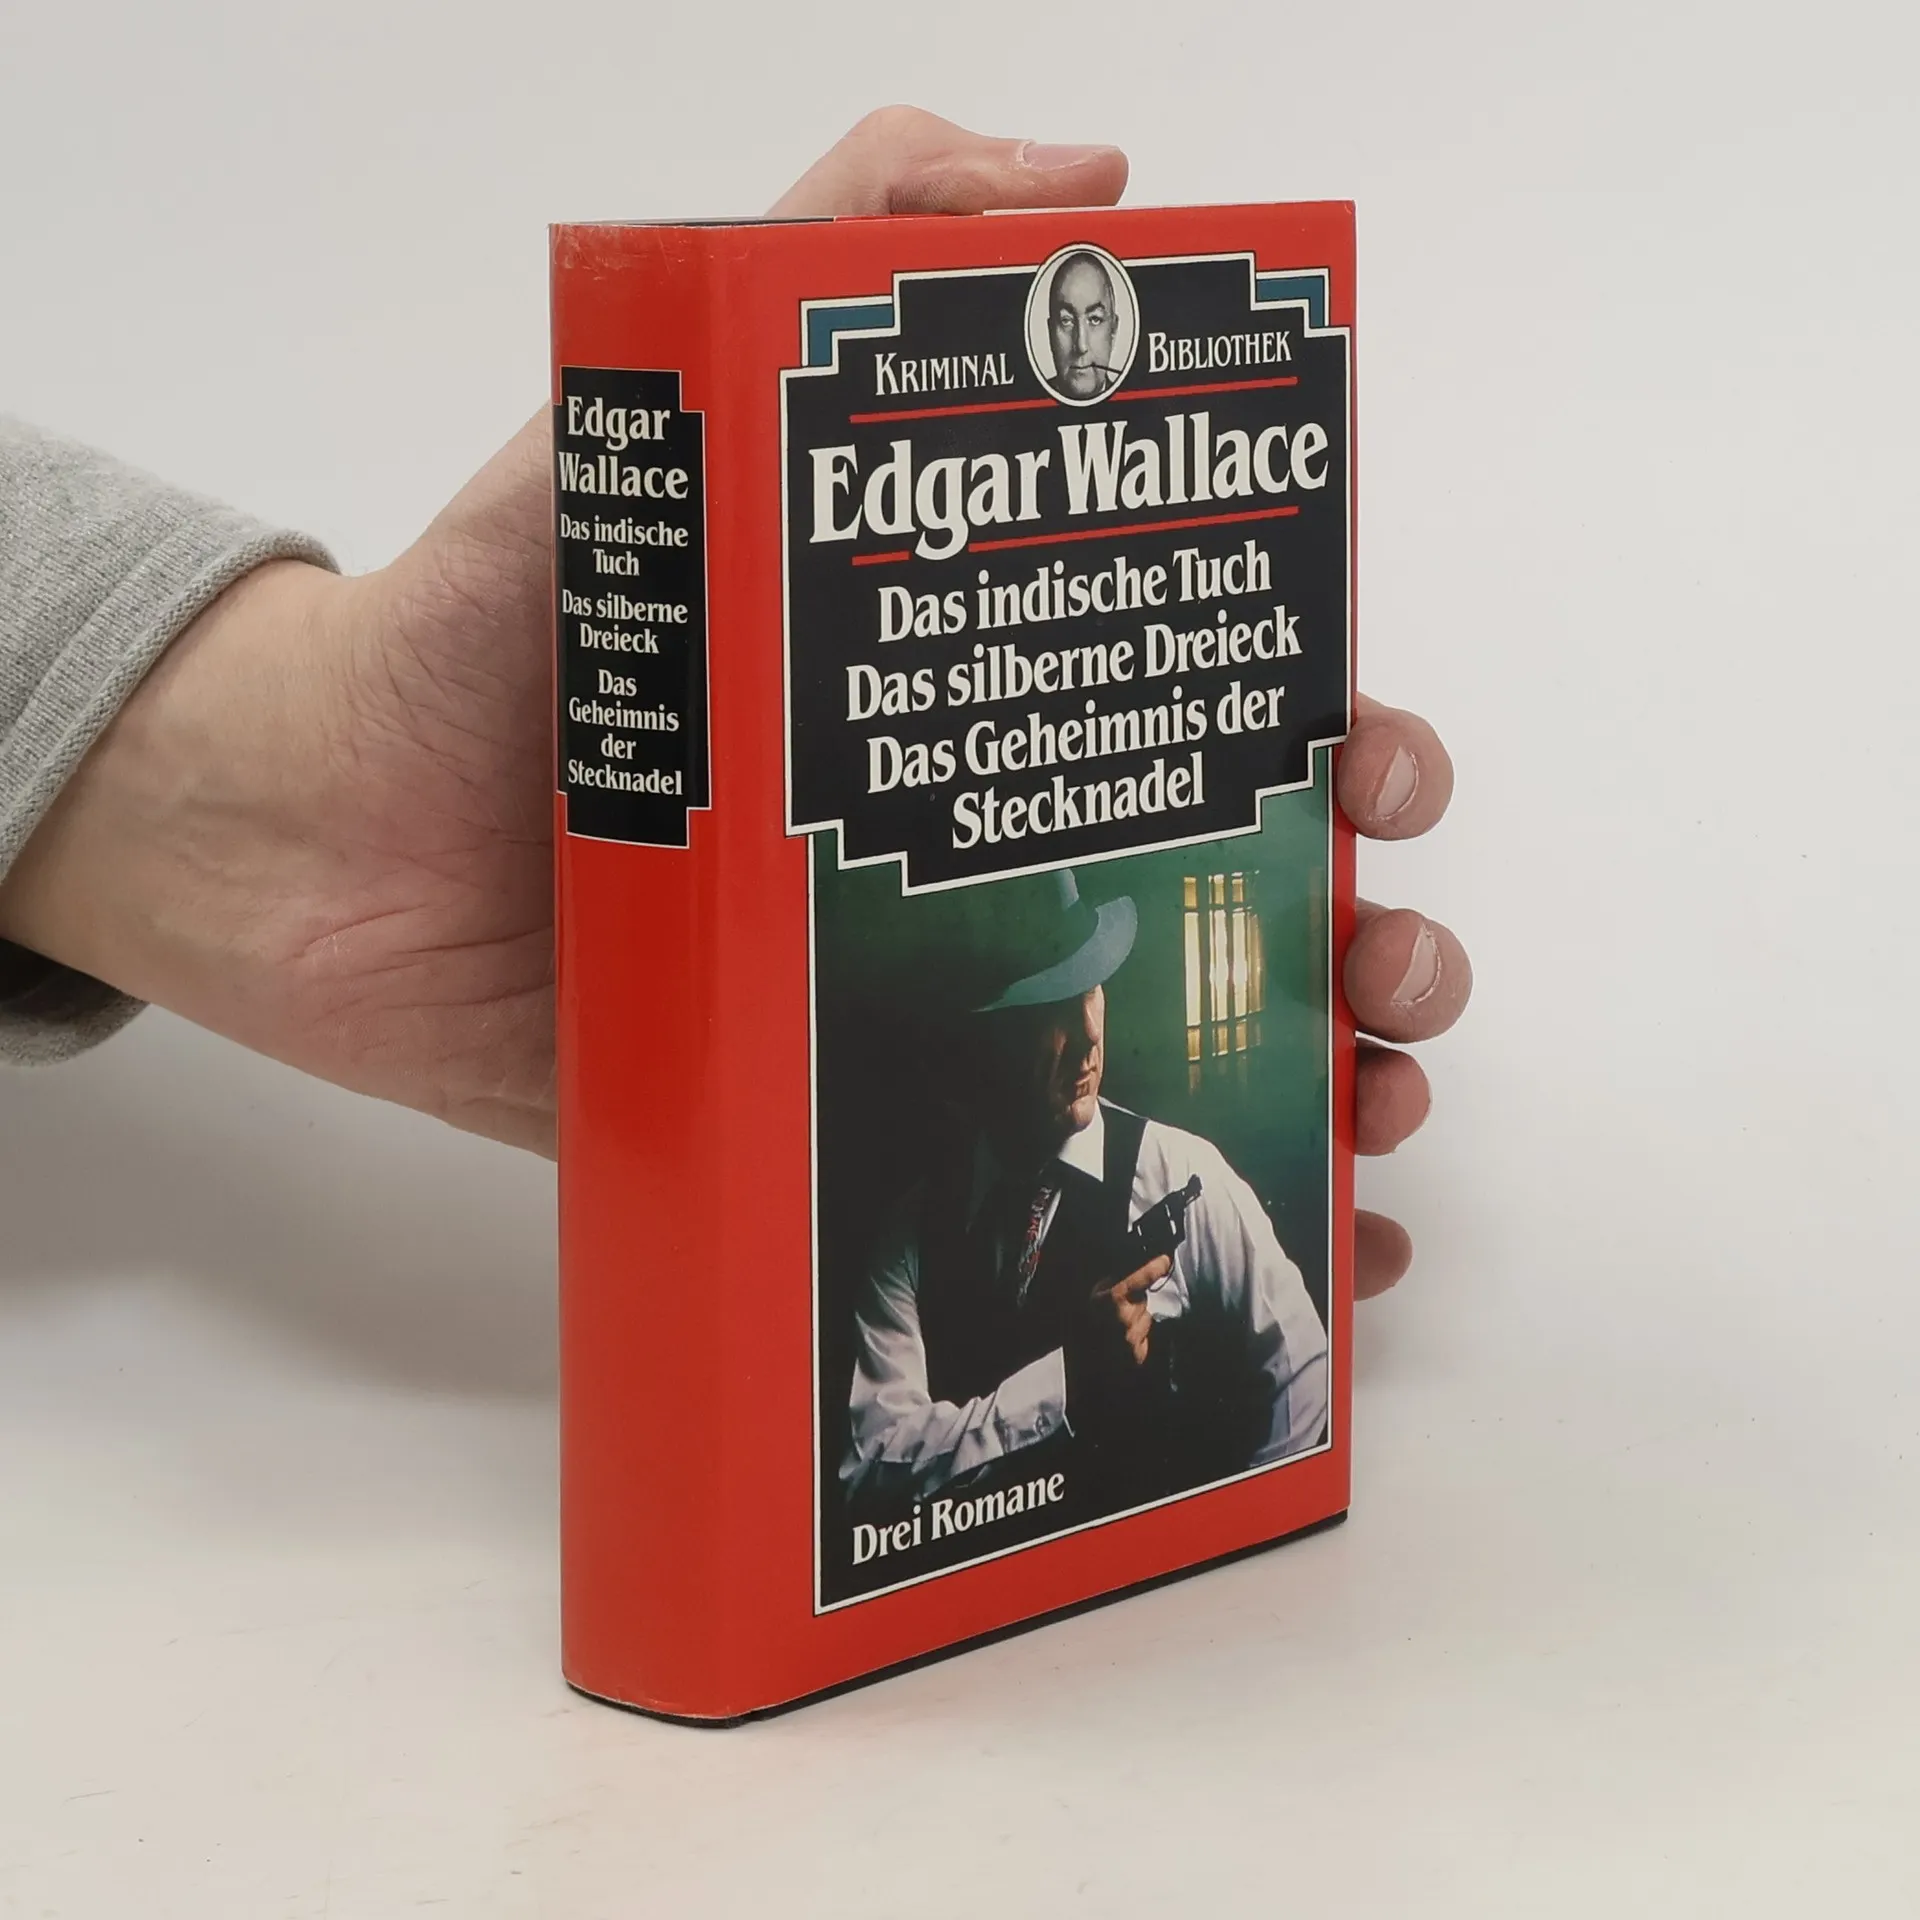 Edgar
Wallace
Das indische
Tuch
Das silberne
Dreieck
Das
Geheimnis
der
Stecknadel
KRIMINAL BIBLIOTHEK
Edgar Wallace
Das indische Tuch
Das silberne Dreieck
Das Geheimnis der
Stecknadel
Drei Romane